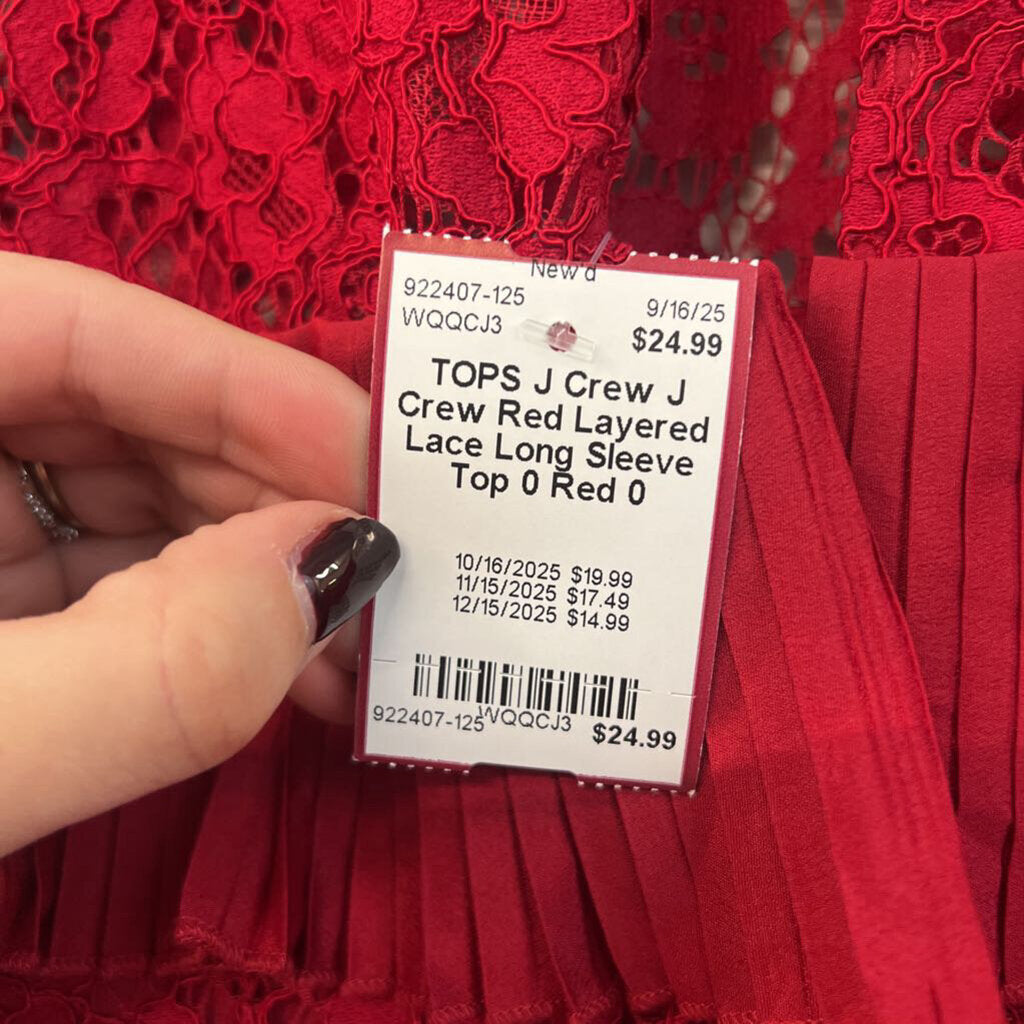 New d
922407-125
9/16/25
WQQCJ3
$24.99
TOPS J Crew J
Crew Red Layered
Lace Long Sleeve
Top 0 Red 0
10/16/2025 $19.99
11/15/2025 $17.49
12/15/2025 $14.99
922407-125
WQQCJ3
$24.99